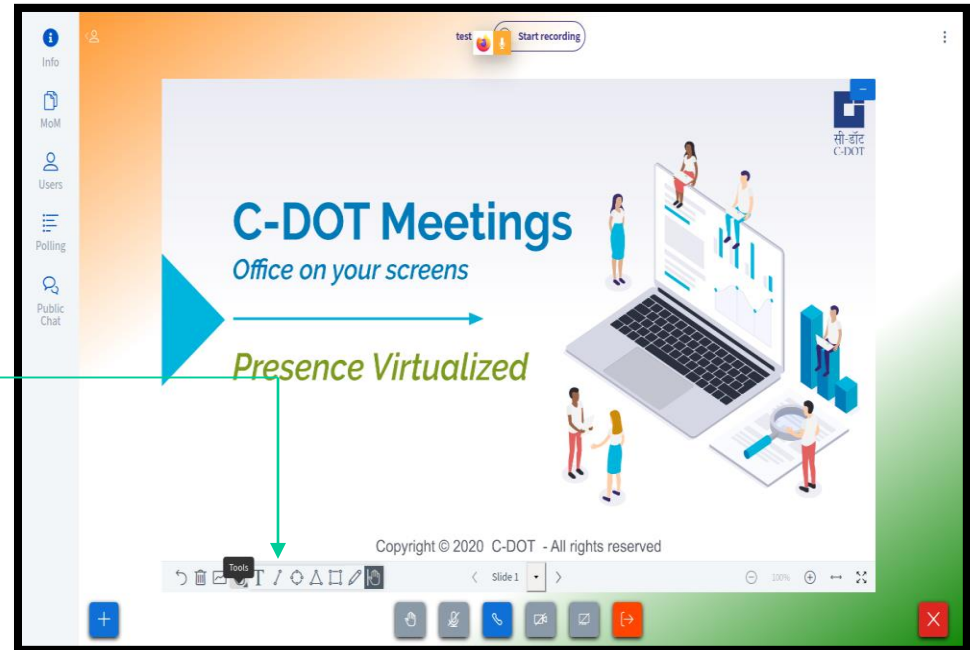 test
Start recording
Info
MoM
Users
Polling
Public
Chat
सी-डॉट
C-DOT
C-DOT Meetings
Office on your screens
Presence Virtualized
Copyright © 2020 C-DOT - All rights reserved
Tools
T
Slide 1
100%